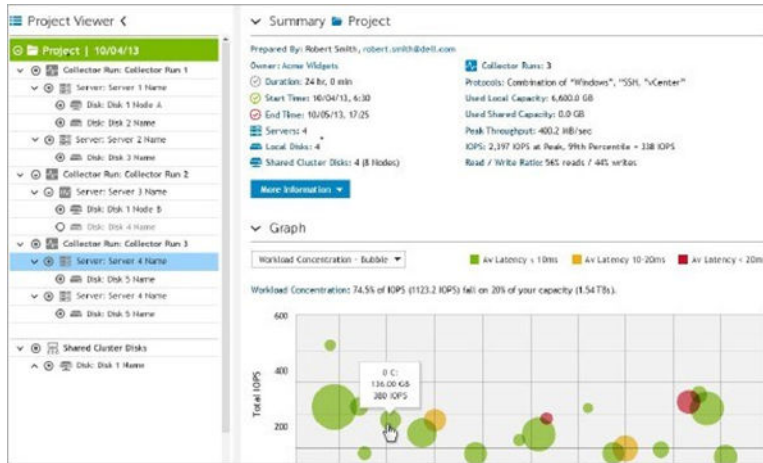 Project Viewer
Project | 10/04/13
Collector Run: Collector Run 1
Server: Server 1 Name
Disk: Disk 1 Node A
Disk: Disk 2 Name
Server: Server 2 Name
Disk: Disk 3 Name
Collector Run: Collector Run 2
Server: Server 3 Name
Disk: Disk 1 Node B
Disk: Disk 4 Name
Collector Run: Collector Run 3
Server: Server 4 Name
Disk: Disk 5 Name
Server: Server 4 Name
Disk: Disk 5 Name
Shared Cluster Disks
Disk: Disk 1 Name
Summary Project
Prepared By: Robert Smith, robert.smith@dell.com
Owner: Acme Widgets
Duration: 24 hr, 0 min
Start Time: 10/04/13, 6:30
End Time: 10/05/13, 17:25
Servers: 4
Local Disks: 4
Shared Cluster Disks: 4 (8 Nodes)
Collector Runs: 3
Protocols: Combination of "Windows", "SSH, "vCenter"
Used Local Capacity: 6,600.0 GB
Used Shared Capacity: 0.0 GB
Peak Throughput: 400.2 MB/sec
IOPS: 2,397 IOPS at Peak, 99th Percentile = 338 IOPS
Read / Write Ratio: 56% reads / 44% writes
More Information
Graph
Workload Concentration - Bubble
Av Latency < 10ms
Av Latency 10-20ms
Av Latency < 20ms
Workload Concentration: 74.5% of IOPS (1123.2 IOPS) fall on 20% of your capacity (1.54 TBs).
Total IOPS
600
400
200
0 C:
136.00 GB
380 IOPS